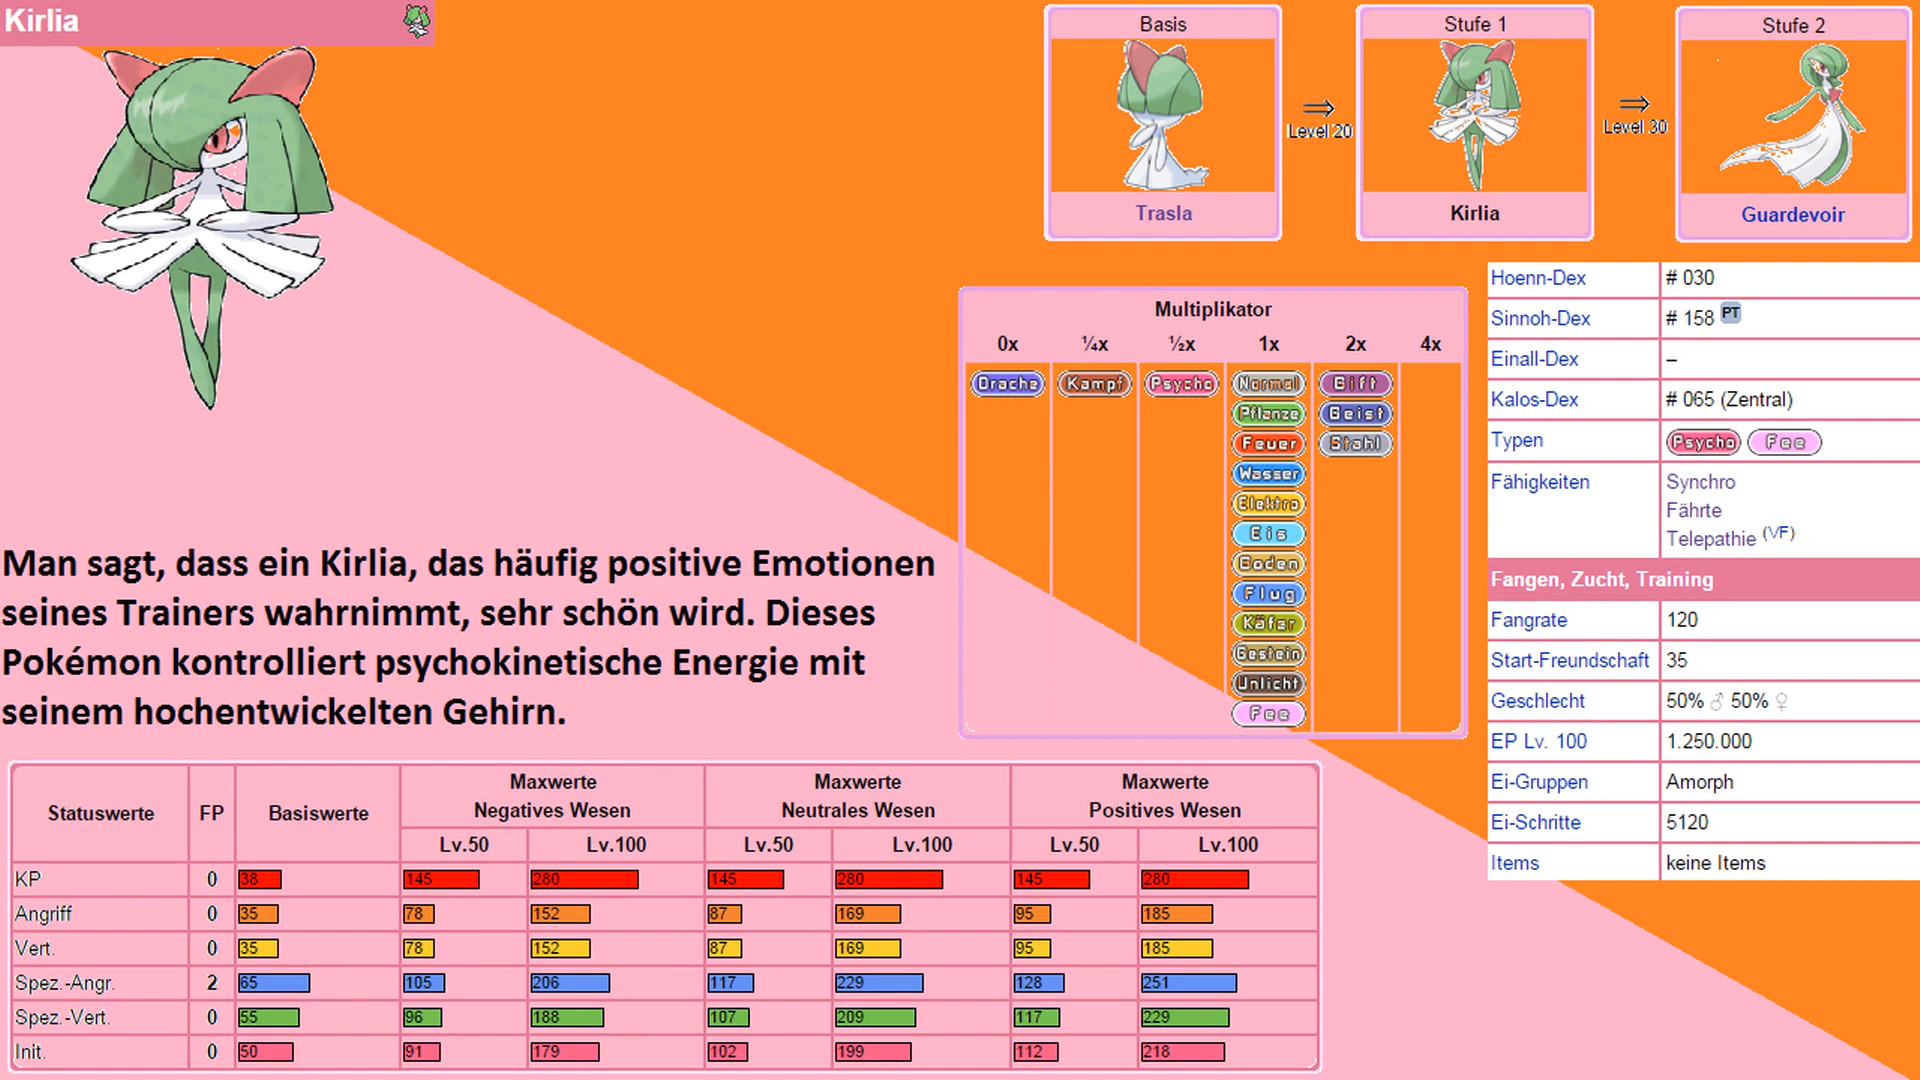 Kirlia
Basis
Trasla
⇒
Level 20
Stufe 1
Kirlia
⇒
Level 30
Stufe 2
Guardevoir
Multiplikator
0x ¼x ½x 1x 2x 4x
Drache Kampf Psycho Normal Gift
Pflanze Geist
Feuer Stahl
Wasser
Elektro
Eis
Boden
Flug
Käfer
Gestein
Unlicht
Fee
Hoenn-Dex # 030
Sinnoh-Dex # 158 PT
Einall-Dex –
Kalos-Dex # 065 (Zentral)
Typen Psycho Fee
Fähigkeiten Synchro
Fährte
Telepathie (VF)
Fangen, Zucht, Training
Fangrate 120
Start-Freundschaft 35
Geschlecht 50% ♂ 50% ♀
EP Lv. 100 1.250.000
Ei-Gruppen Amorph
Ei-Schritte 5120
Items keine Items
Man sagt, dass ein Kirlia, das häufig positive Emotionen
seines Trainers wahrnimmt, sehr schön wird. Dieses
Pokémon kontrolliert psychokinetische Energie mit
seinem hochentwickelten Gehirn.
Statuswerte FP Basiswerte Maxwerte Negatives Wesen Maxwerte Neutrales Wesen Maxwerte Positives Wesen
Lv.50 Lv.100 Lv.50 Lv.100 Lv.50 Lv.100
KP 0 38 145 280 145 280 145 280
Angriff 0 35 78 152 87 169 95 185
Vert. 0 35 78 152 87 169 95 185
Spez.-Angr. 2 65 105 206 117 229 128 251
Spez.-Vert. 0 55 96 188 107 209 117 229
Init. 0 50 91 179 102 199 112 218